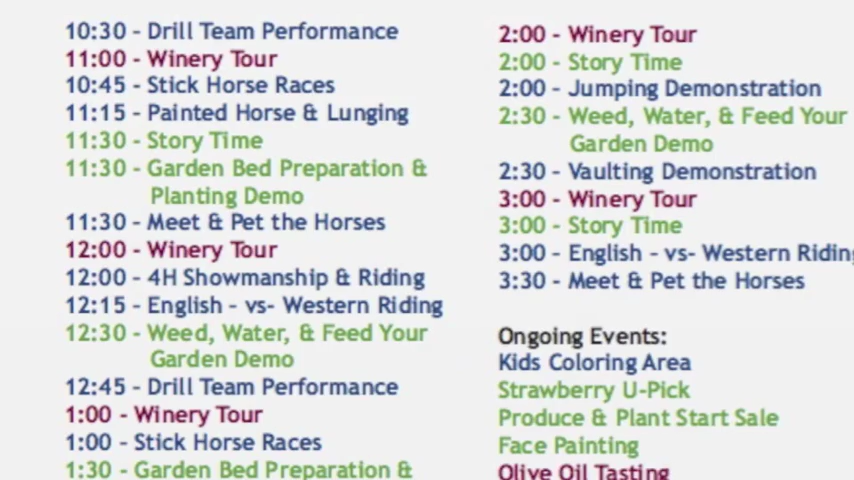 10:30 - Drill Team Performance
11:00 - Winery Tour
10:45 - Stick Horse Races
11:15 - Painted Horse & Lunging
11:30 - Story Time
11:30 - Garden Bed Preparation &
Planting Demo
11:30 - Meet & Pet the Horses
12:00 - Winery Tour
12:00 - 4H Showmanship & Riding
12:15 - English - vs- Western Riding
12:30 - Weed, Water, & Feed Your
Garden Demo
12:45 - Drill Team Performance
1:00 - Winery Tour
1:00 - Stick Horse Races
1:30 - Garden Bed Preparation &
2:00 - Winery Tour
2:00 - Story Time
2:00 - Jumping Demonstration
2:30 - Weed, Water, & Feed Your
Garden Demo
2:30 - Vaulting Demonstration
3:00 - Winery Tour
3:00 - Story Time
3:00 - English - vs- Western Riding
3:30 - Meet & Pet the Horses
Ongoing Events:
Kids Coloring Area
Strawberry U-Pick
Produce & Plant Start Sale
Face Painting
Olive Oil Tasting